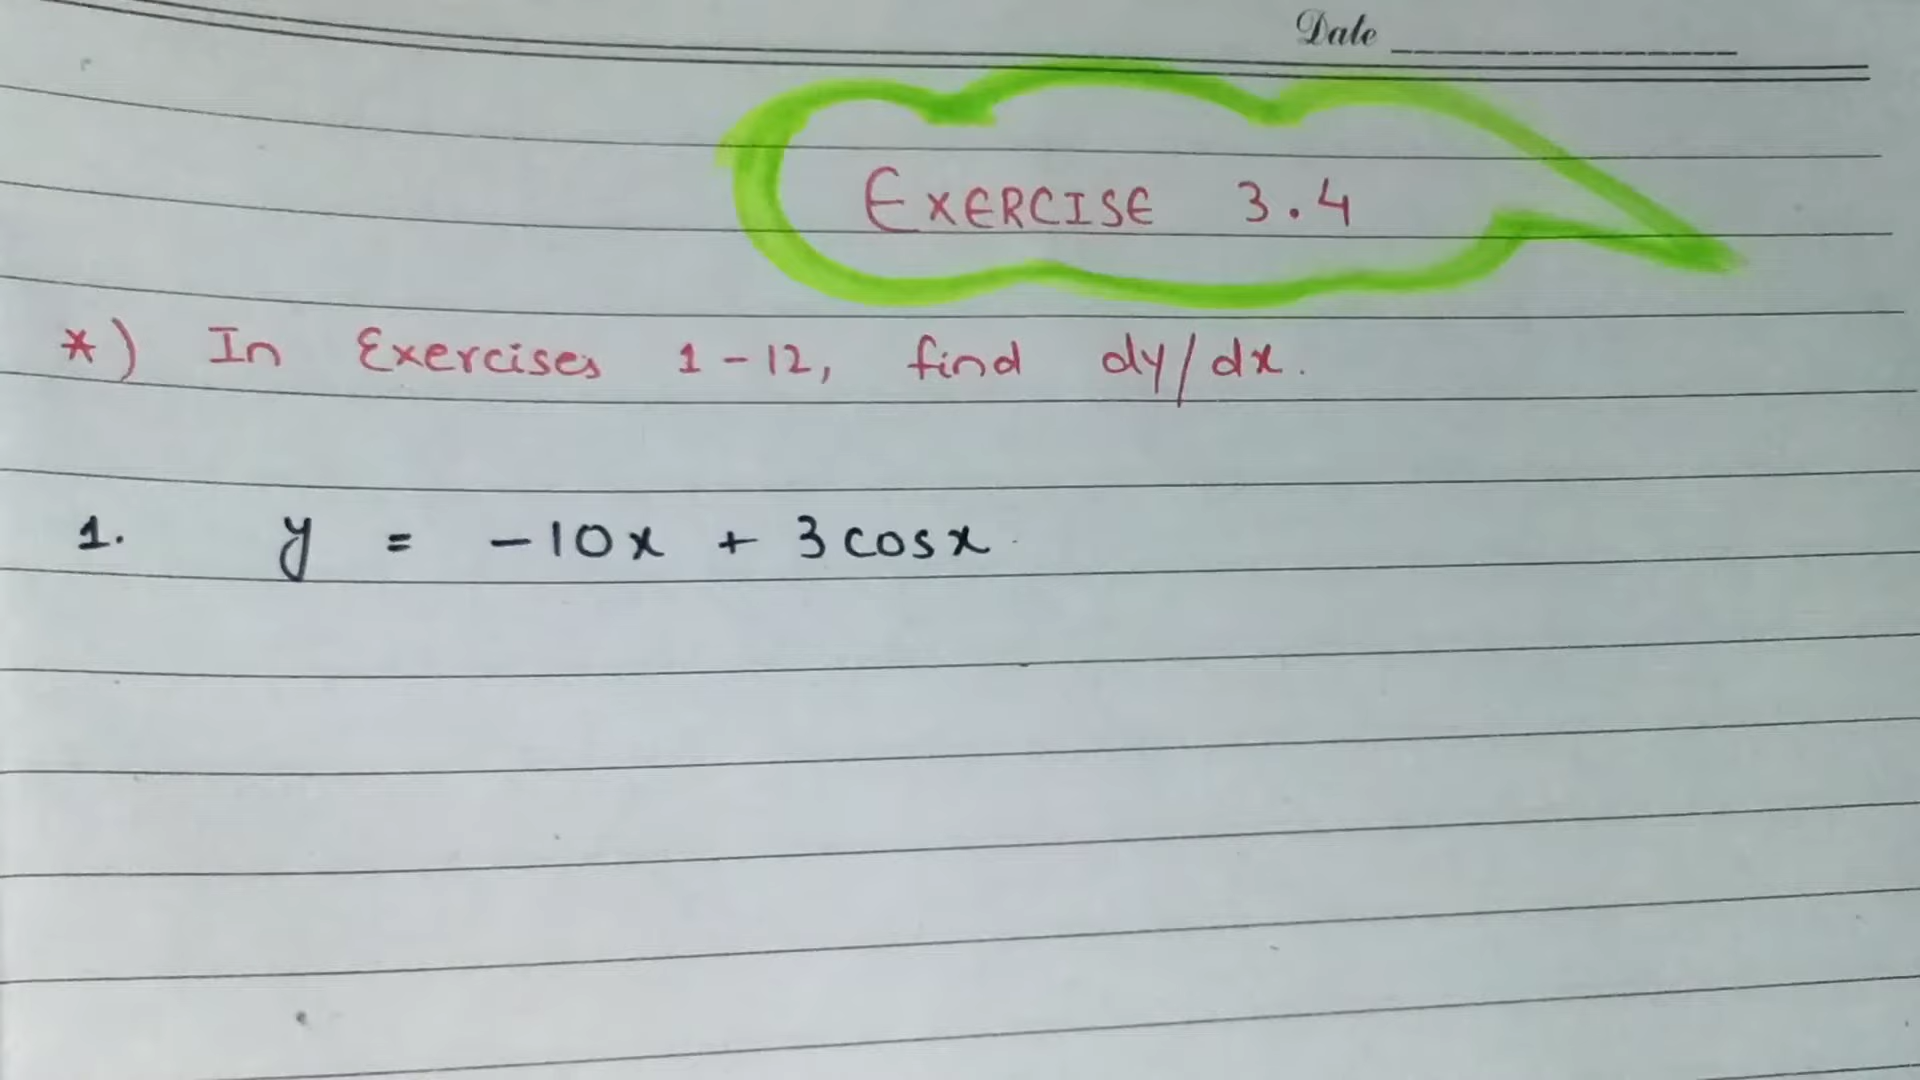 Date
EXERCISE 3.4
*) In Exercises 1-12, find dy/dx.
1. y = -10x + 3cosx